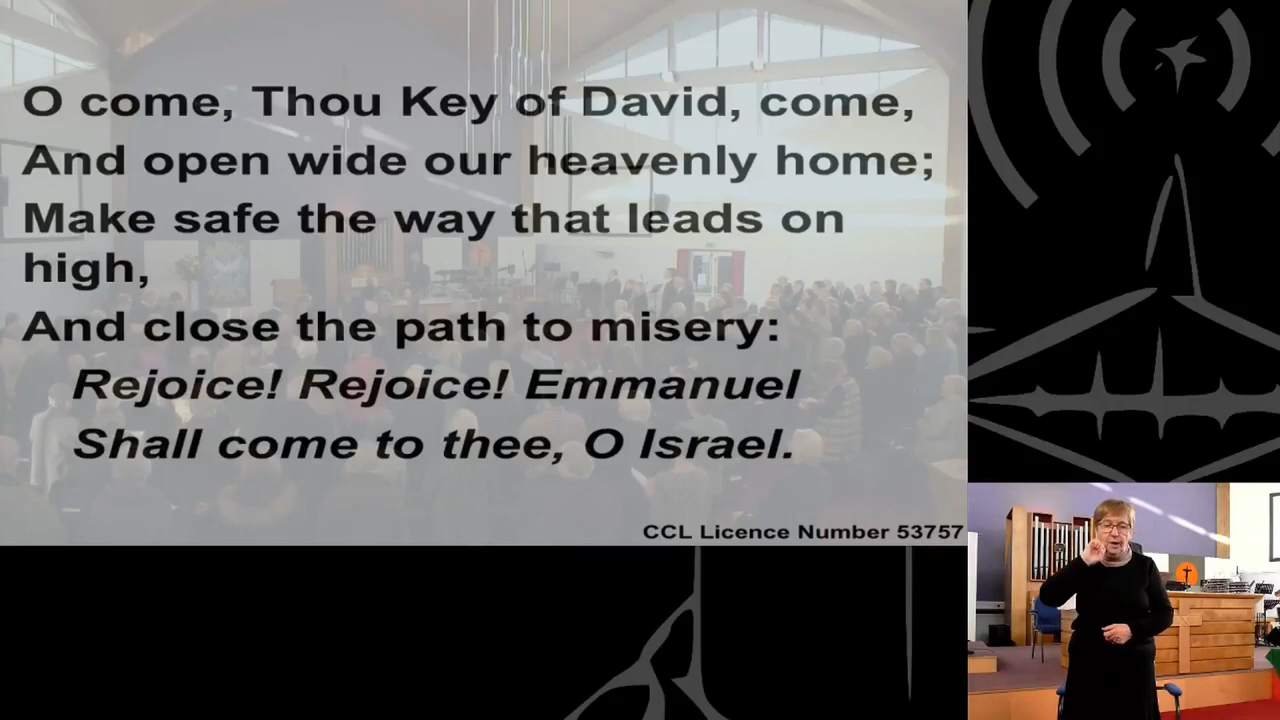 O come, Thou Key of David, come,
And open wide our heavenly home;
Make safe the way that leads on
high,
And close the path to misery:
Rejoice! Rejoice! Emmanuel
Shall come to thee, O Israel.
CCL Licence Number 53757